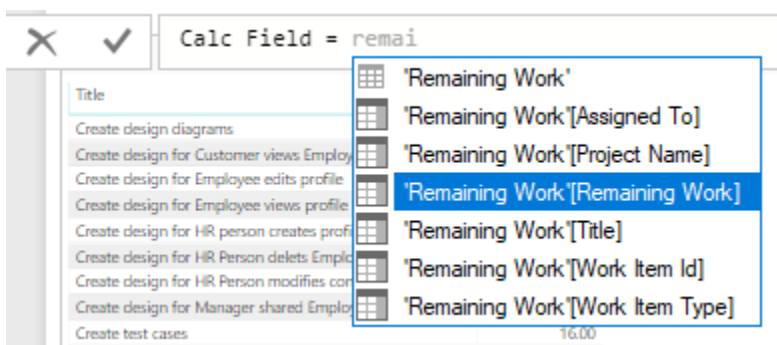 Calc Field = remai
'Remaining Work'
'Remaining Work'[Assigned To]
'Remaining Work'[Project Name]
'Remaining Work'[Remaining Work]
'Remaining Work'[Title]
'Remaining Work'[Work Item Id]
'Remaining Work'[Work Item Type]
Title
Create design diagrams
Create design for Customer views Employ
Create design for Employee edits profile
Create design for Employee views profile
Create design for HR person creates profi
Create design for HR Person delets Emplo
Create design for HR Person modifies con
Create design for Manager shared Employ
Create test cases 16.00